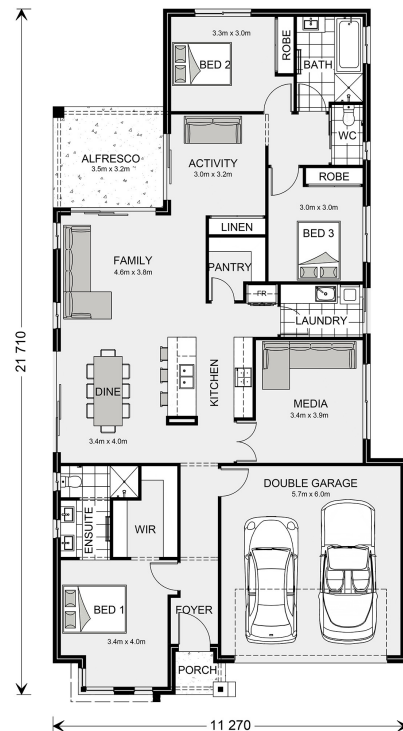 3.3m x 3.0m
BED 2
ROBE
BATH
WC
ALFRESCO
3.5m x 3.2m
ACTIVITY
3.0m x 3.2m
ROBE
3.0m x 3.0m
BED 3
LINEN
PANTRY
FAMILY
4.6m x 3.8m
FR
LAUNDRY
KITCHEN
DINE
3.4m x 4.0m
MEDIA
3.4m x 3.9m
DOUBLE GARAGE
5.7m x 6.0m
ENSUITE
WIR
BED 1
3.4m x 4.0m
FOYER
PORCH
21 710
11 270